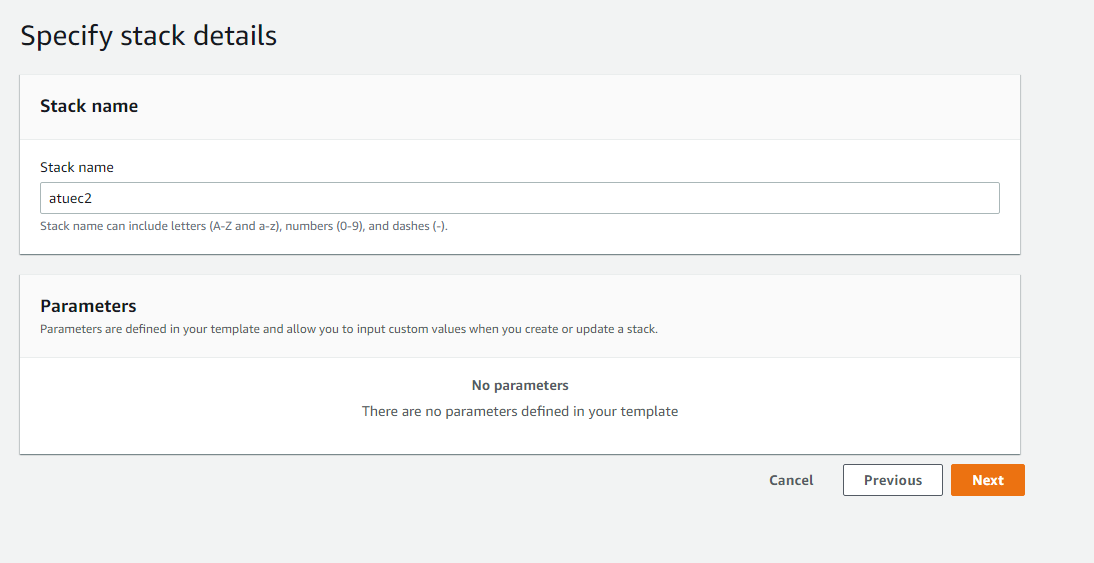 Specify stack details
Stack name
Stack name
atuec2
Stack name can include letters (A-Z and a-z), numbers (0-9), and dashes (-).
Parameters
Parameters are defined in your template and allow you to input custom values when you create or update a stack.
No parameters
There are no parameters defined in your template
Cancel Previous Next